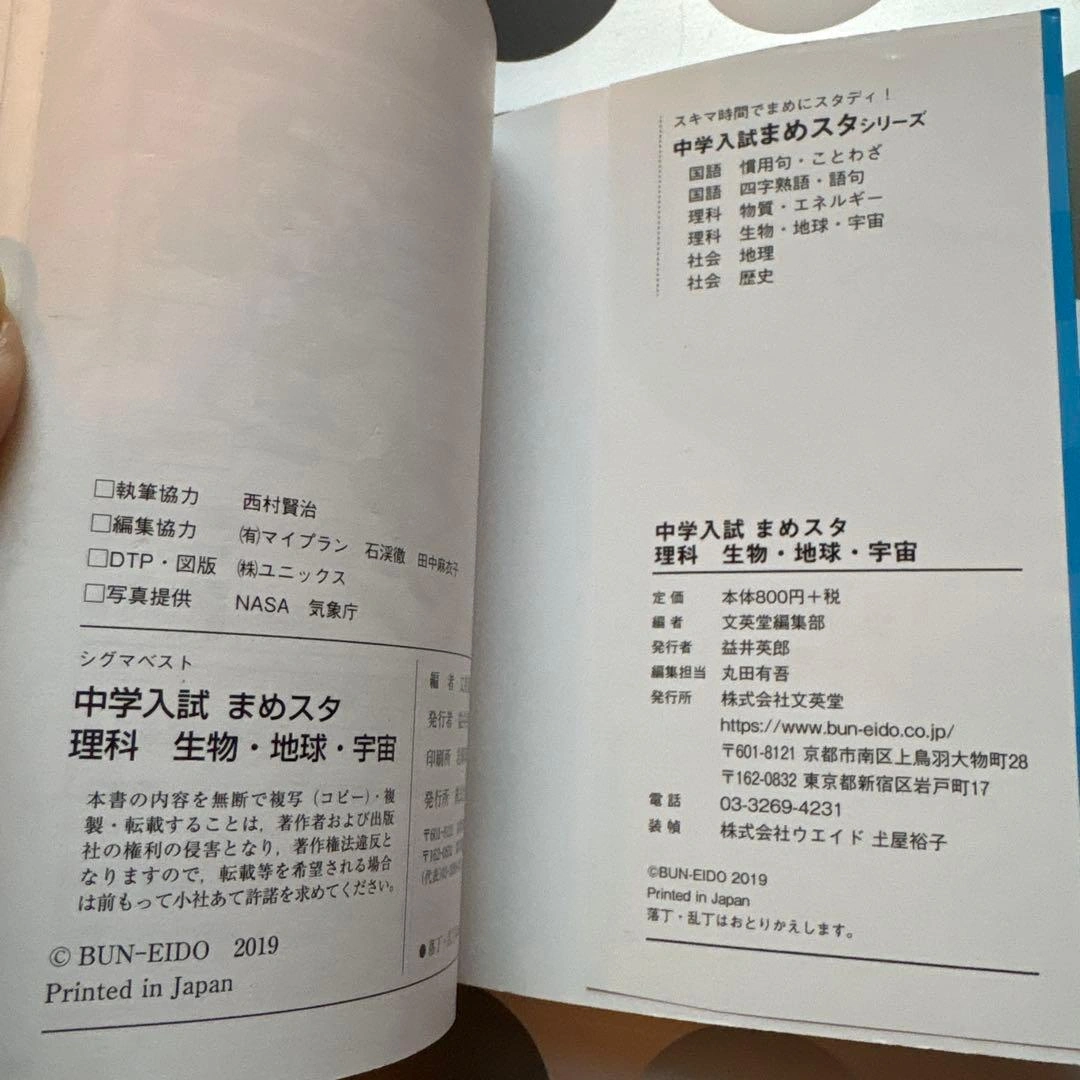 □執筆協力 西村賢治
□編集協力 ㈲マイプラン 石渓徹 田中麻衣子
□DTP・図版 ㈱ユニックス
□写真提供 NASA 気象庁
シグマベスト
中学入試 まめスタ
理科 生物・地球・宇宙
本書の内容を無断で複写(コピー)・複
製・転載することは,著作者および出版
社の権利の侵害となり,著作権法違反と
なりますので,転載等を希望される場合
は前もって小社あて許諾を求めてください。
© BUN-EIDO 2019
Printed in Japan
編 者
発行者
印刷所
発行所
●落丁・乱
スキマ時間でまめにスタディ!
中学入試まめスタシリーズ
国語 慣用句・ことわざ
国語 四字熟語・語句
理科 物質・エネルギー
理科 生物・地球・宇宙
社会 地理
社会 歴史
中学入試 まめスタ
理科 生物・地球・宇宙
定価 本体800円+税
編者 文英堂編集部
発行者 益井英郎
編集担当 丸田有吾
発行所 株式会社文英堂
https://www.bun-eido.co.jp/
〒601-8121 京都市南区上鳥羽大物町28
〒162-0832 東京都新宿区岩戸町17
電話 03-3269-4231
装幀 株式会社ウエイド 土屋裕子
©BUN-EIDO 2019
Printed in Japan
落丁・乱丁はおとりかえします。